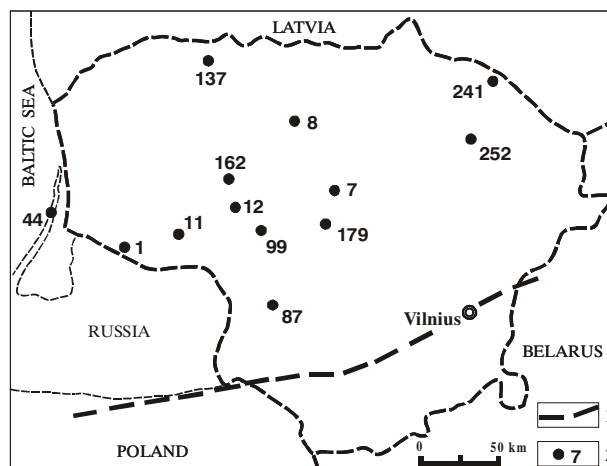 LATVIA
137
241
BALTIC SEA
8
252
162
7
12
44
11
179
1
99
87
Vilnius
RUSSIA
BELARUS
0 50 km
POLAND
7